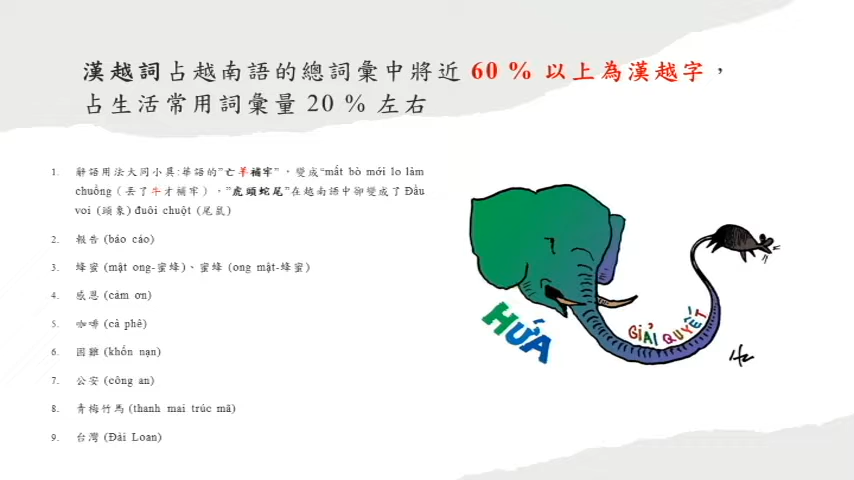 漢越詞占越南語的總詞彙中將近 60 % 以上為漢越字，
占生活常用詞彙量 20 % 左右
1. 辭語用法大同小異:華語的"亡羊補牢"，變成"mất bò mới lo làm
chuồng（丟了牛才補牢），"虎頭蛇尾"在越南語中卻變成了 Đầu
voi (頭象) đuôi chuột (尾鼠)
2. 報告 (báo cáo)
3. 蜂蜜 (mật ong-蜜蜂)、蜜蜂 (ong mật-蜂蜜)
4. 感恩 (cảm ơn)
5. 咖啡 (cà phê)
6. 困難 (khốn nạn)
7. 公安 (công an)
8. 青梅竹馬 (thanh mai trúc mã)
9. 台灣 (Đài Loan)
HỨA
GIẢI QUYẾT